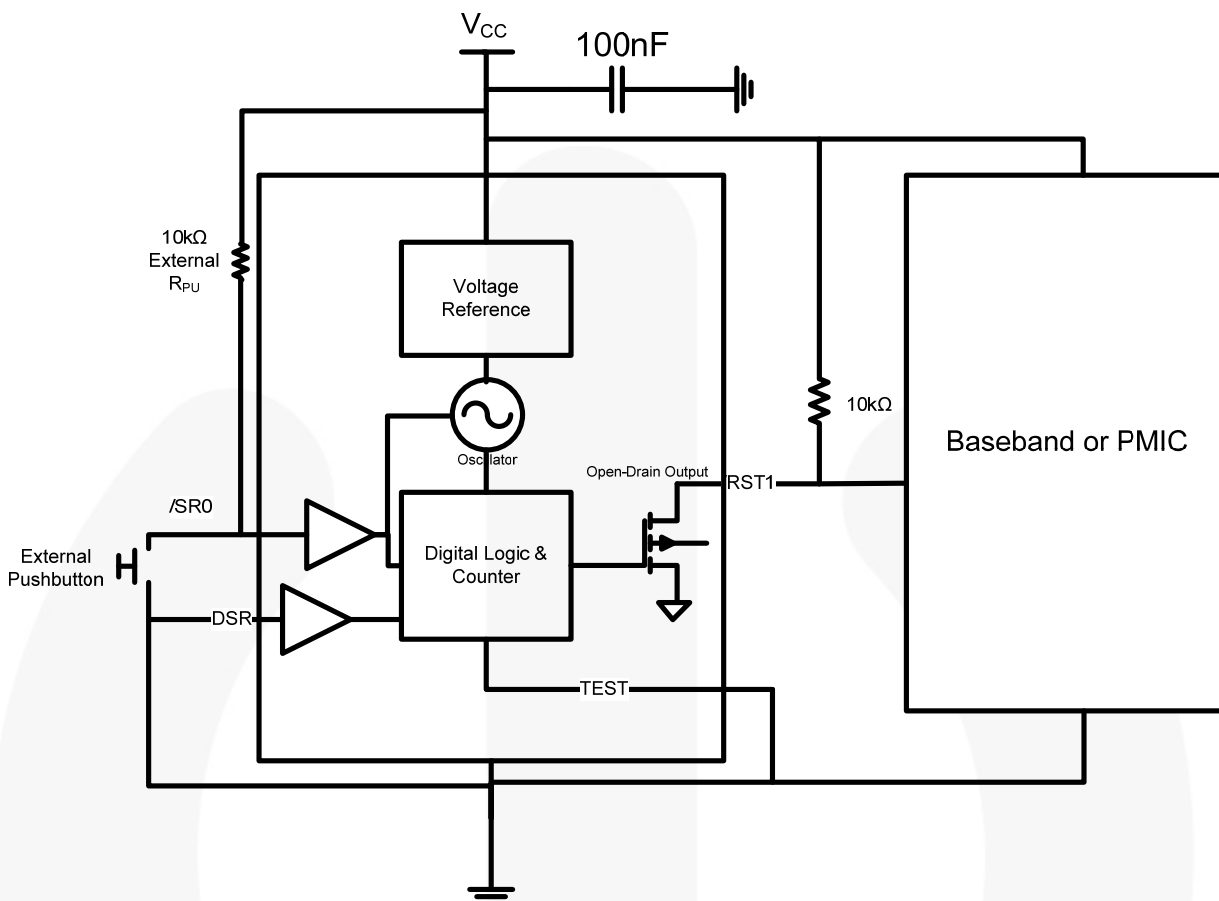 VCC
100nF
10kΩ
External
RPU
Voltage
Reference
Oscillator
Open-Drain Output
RST1
10kΩ
Baseband or PMIC
/SR0
External
Pushbutton
Digital Logic &
Counter
DSR
TEST